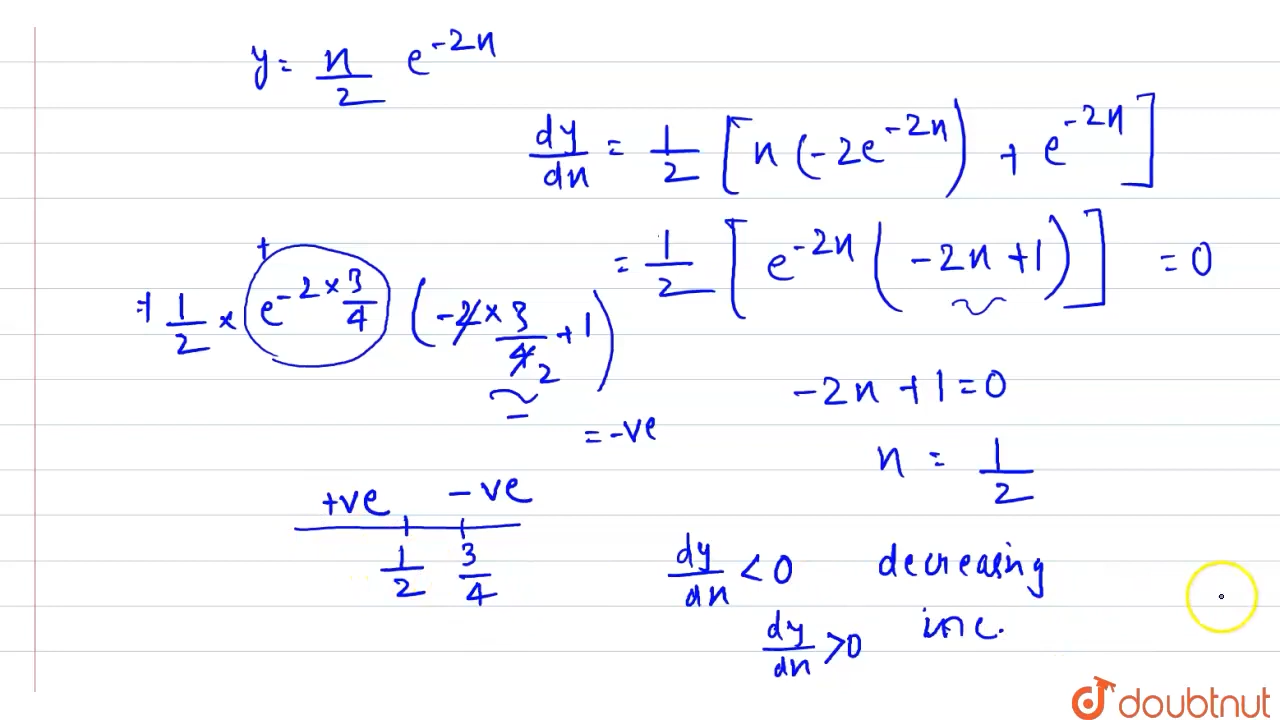 y = n/2 e^-2n
dy/dn = 1/2 [n(-2e^-2n) + e^-2n]
= 1/2 [e^-2n (-2n+1)] = 0
+
= 1/2 × e^-2×3/4 (-2×3/4 2 + 1)
-
= -ve
-2n + 1 = 0
n = 1/2
+ve -ve
1/2 3/4
dy/dn < 0 decreasing
dy/dn > 0 inc.
doubtnut